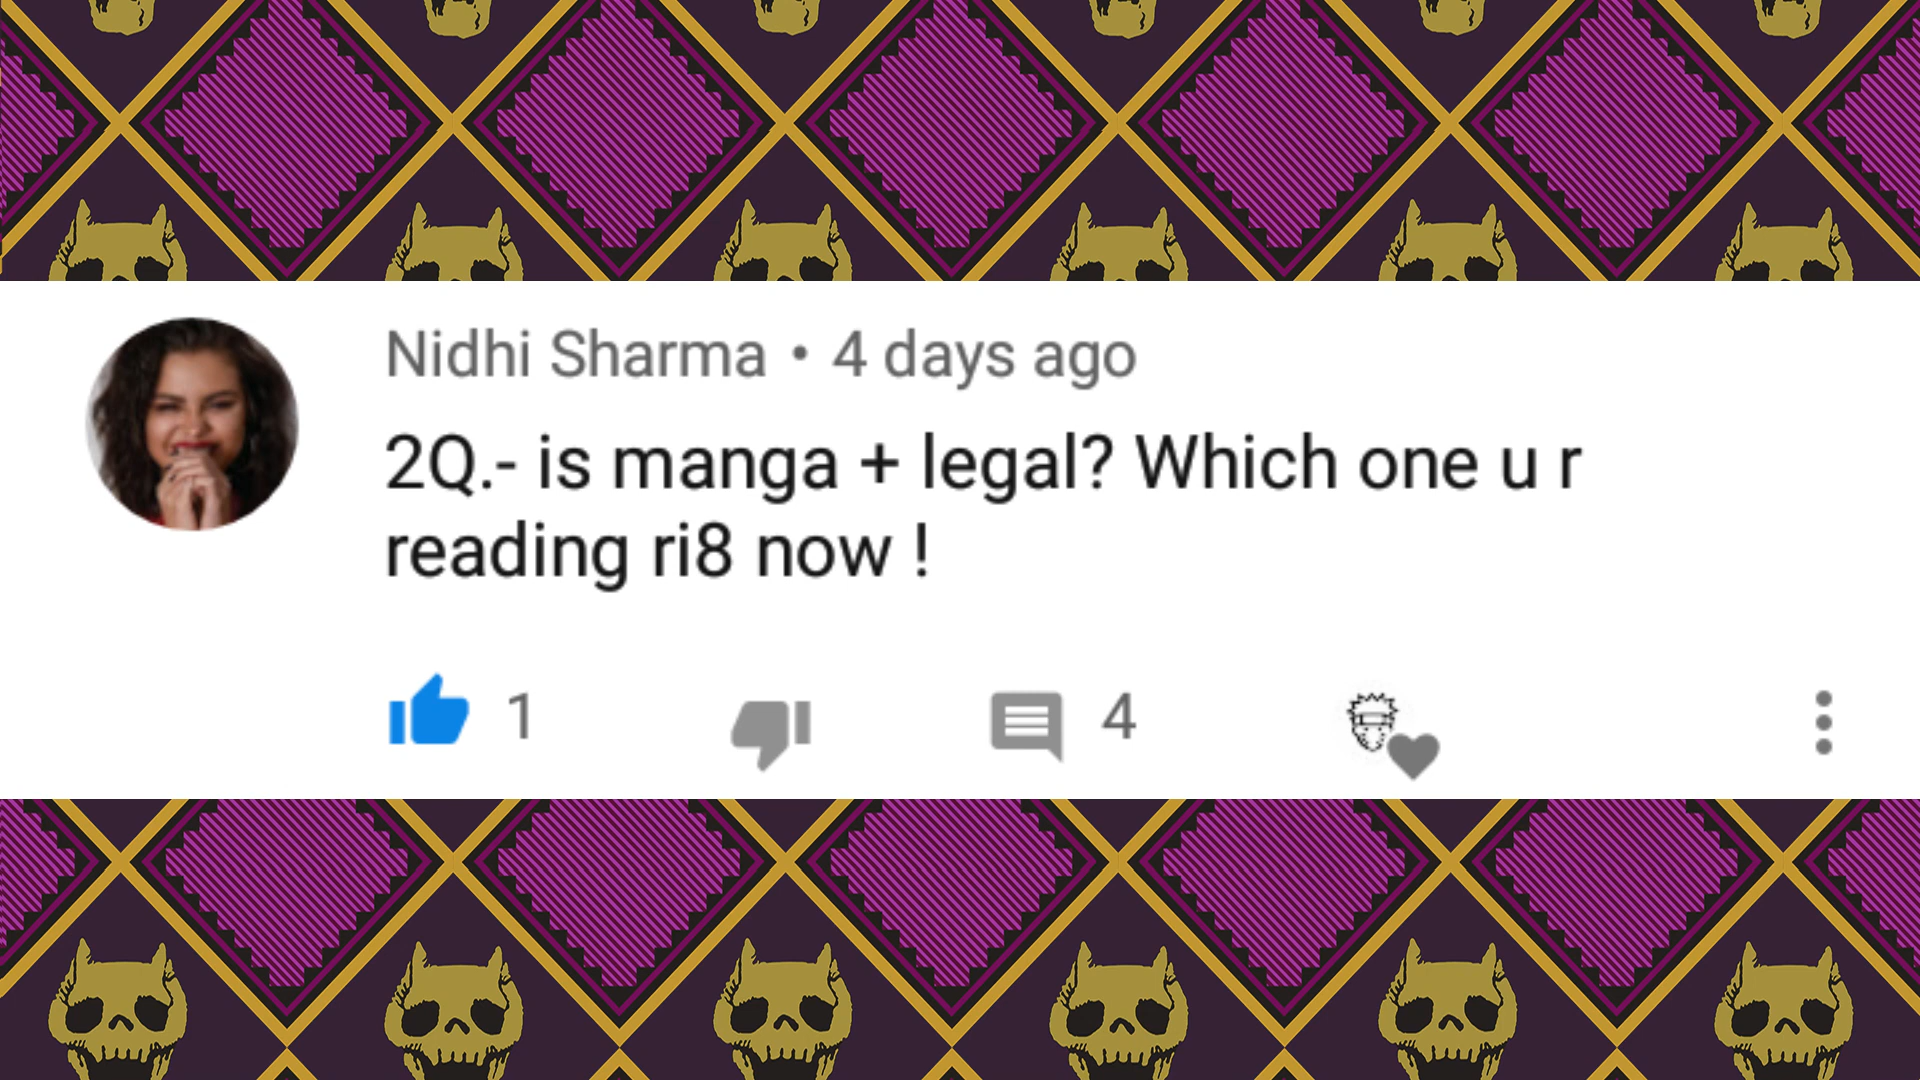 Nidhi Sharma • 4 days ago
2Q.- is manga + legal? Which one u r
reading ri8 now !
1
4